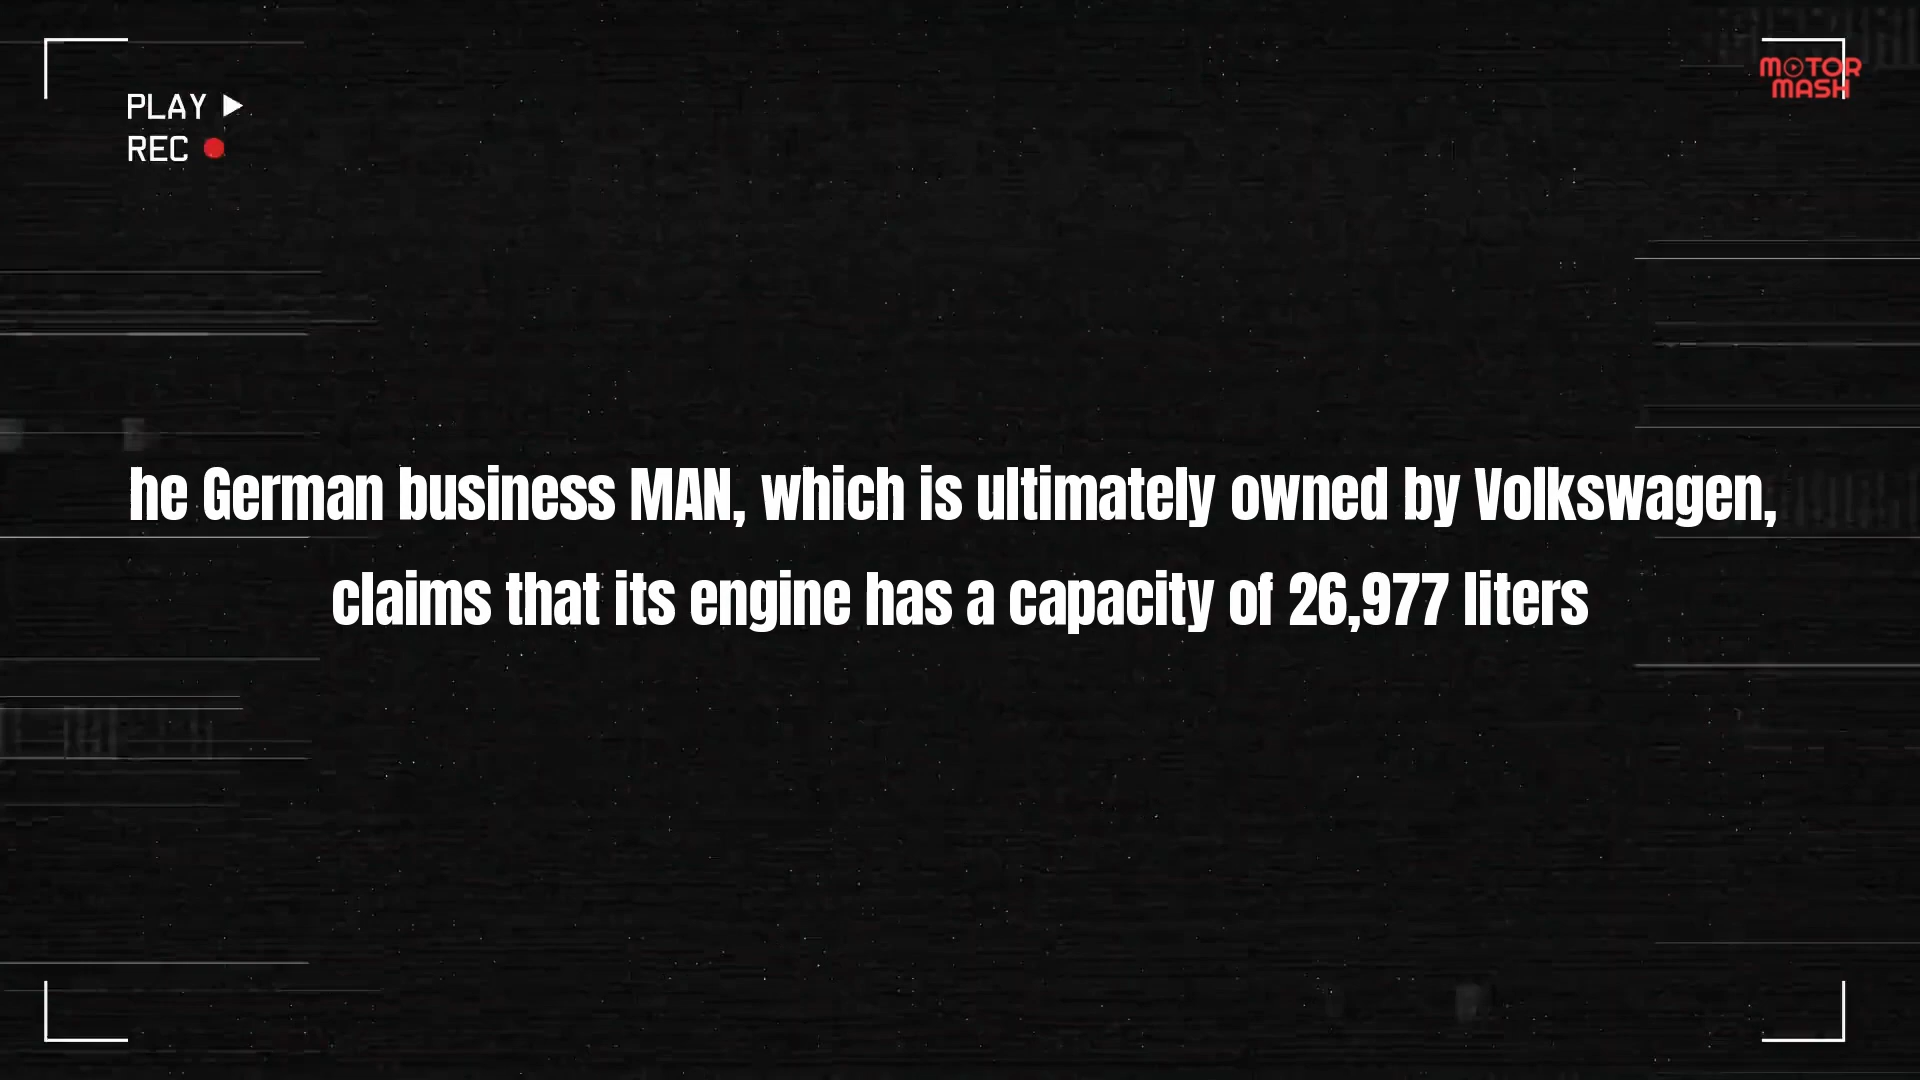 PLAY
REC
MOTOR
MASH
he German business MAN, which is ultimately owned by Volkswagen,
claims that its engine has a capacity of 26,977 liters